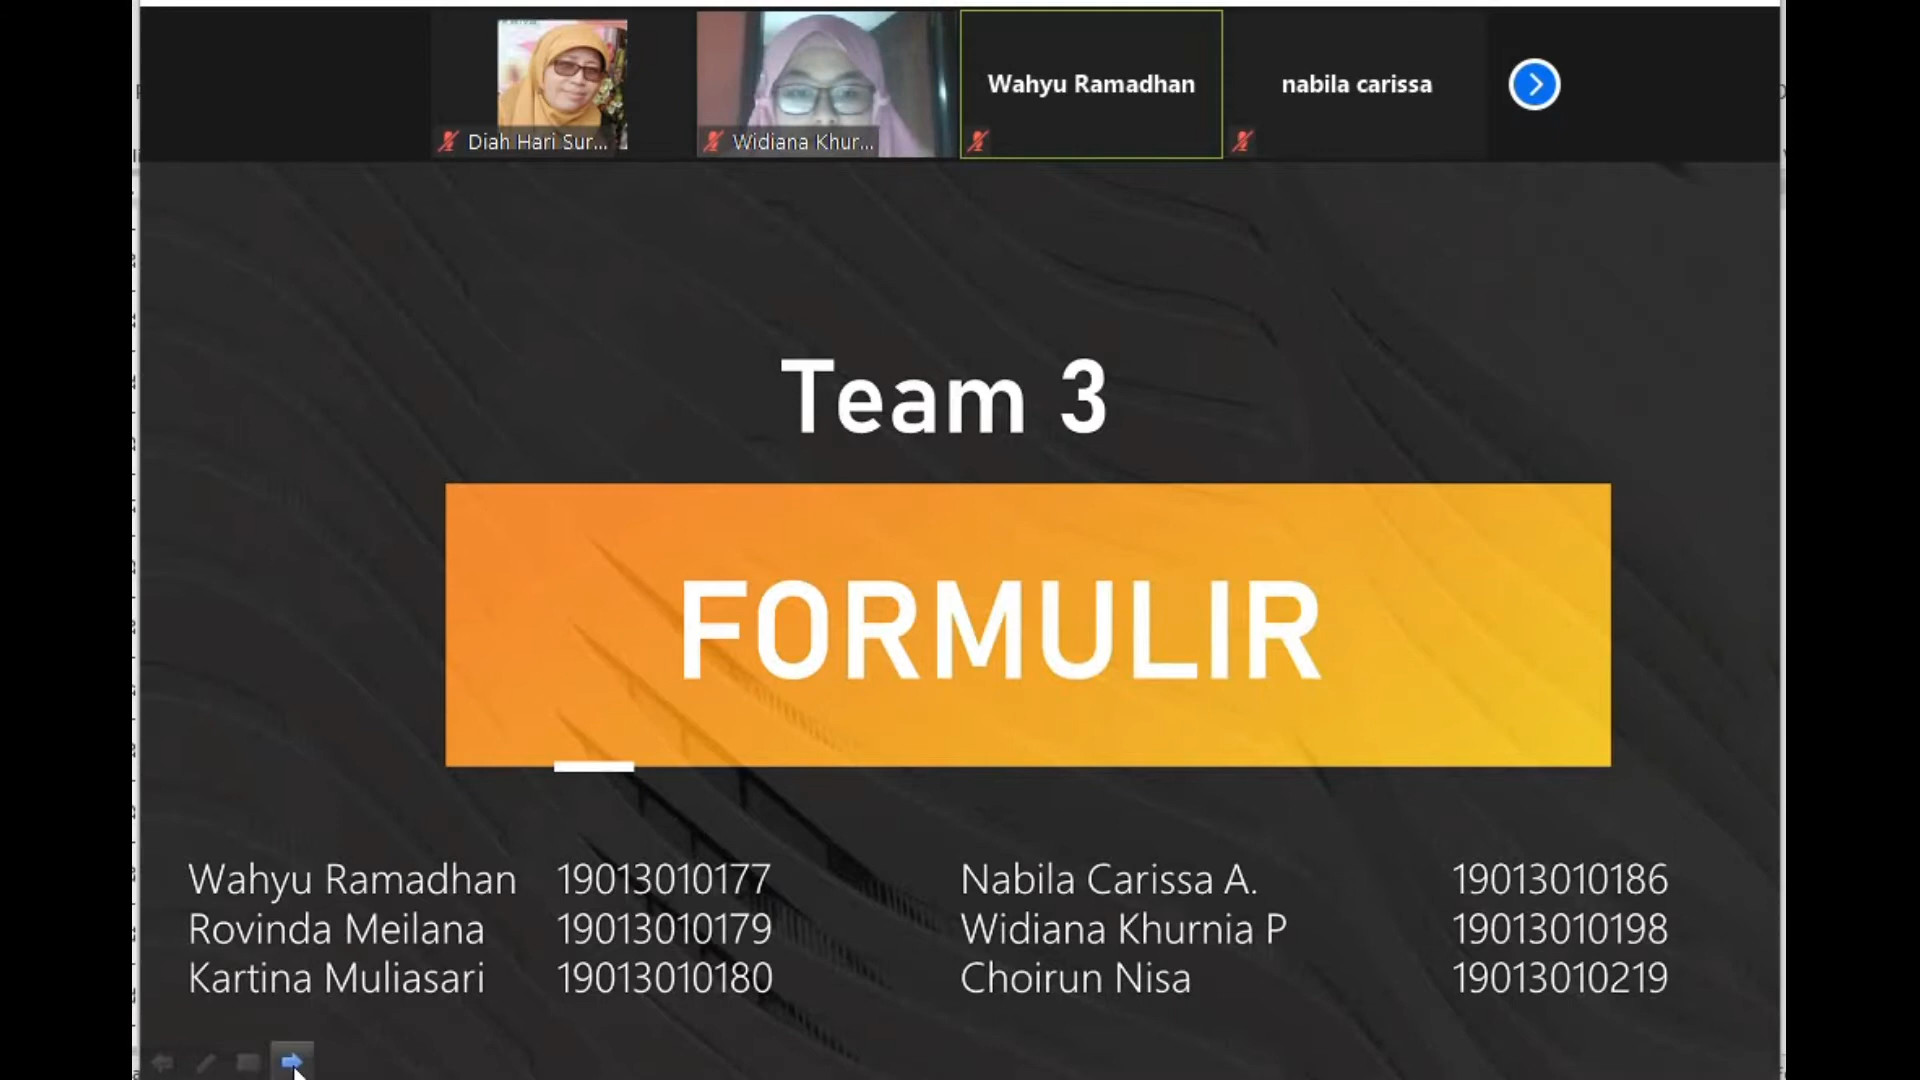 Wahyu Ramadhan
nabila carissa
Diah Hari Sur...
Widiana Khur...
Team 3
FORMULIR
Wahyu Ramadhan 19013010177
Rovinda Meilana 19013010179
Kartina Muliasari 19013010180
Nabila Carissa A. 19013010186
Widiana Khurnia P 19013010198
Choirun Nisa 19013010219